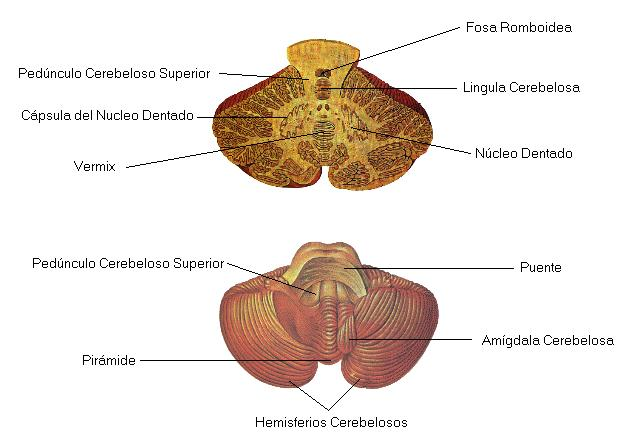 Fosa Romboidea
Pedúnculo Cerebeloso Superior
Lingula Cerebelosa
Cápsula del Nucleo Dentado
Núcleo Dentado
Vermix
Pedúnculo Cerebeloso Superior
Puente
Amígdala Cerebelosa
Pirámide
Hemisferios Cerebelosos